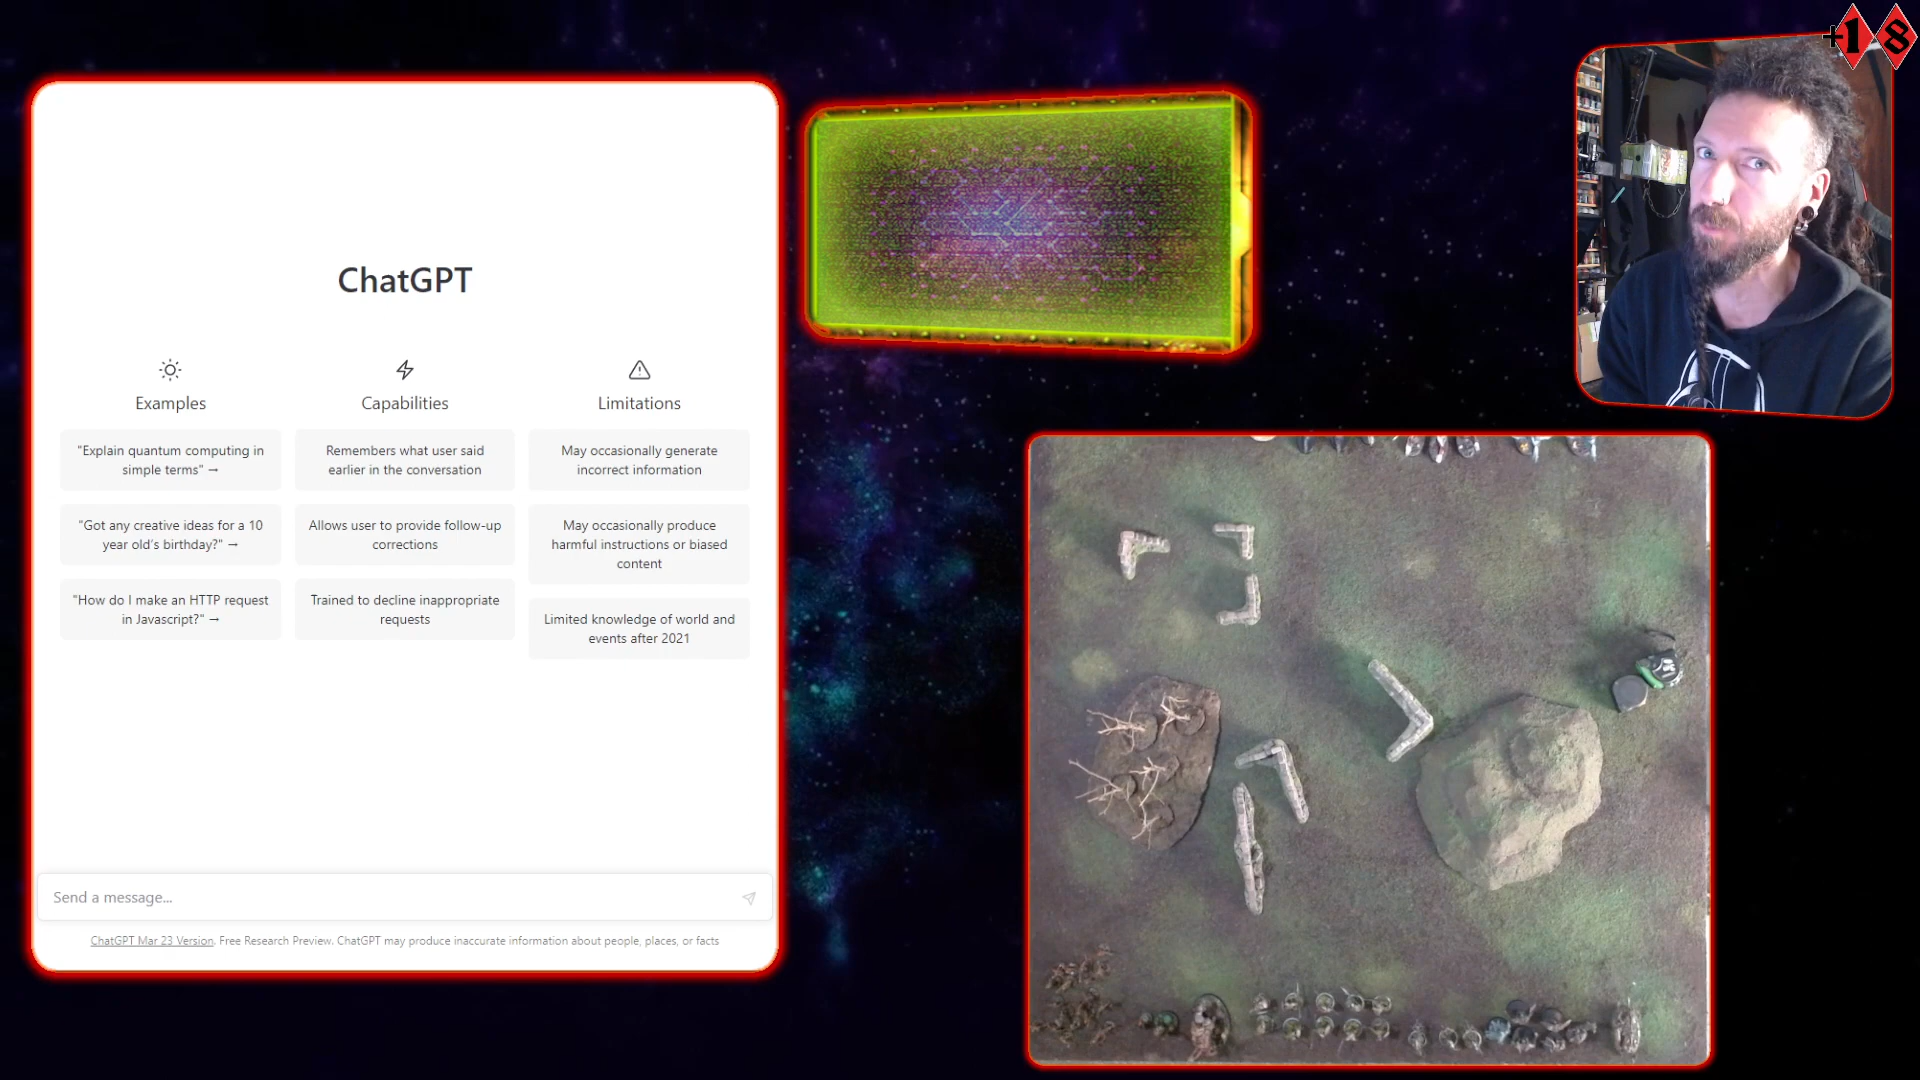 +18
ChatGPT
Examples
Capabilities
Limitations
"Explain quantum computing in
simple terms" →
Remembers what user said
earlier in the conversation
May occasionally generate
incorrect information
"Got any creative ideas for a 10
year old's birthday?" →
Allows user to provide follow-up
corrections
May occasionally produce
harmful instructions or biased
content
"How do I make an HTTP request
in Javascript?" →
Trained to decline inappropriate
requests
Limited knowledge of world and
events after 2021
Send a message...
ChatGPT Mar 23 Version. Free Research Preview. ChatGPT may produce inaccurate information about people, places, or facts